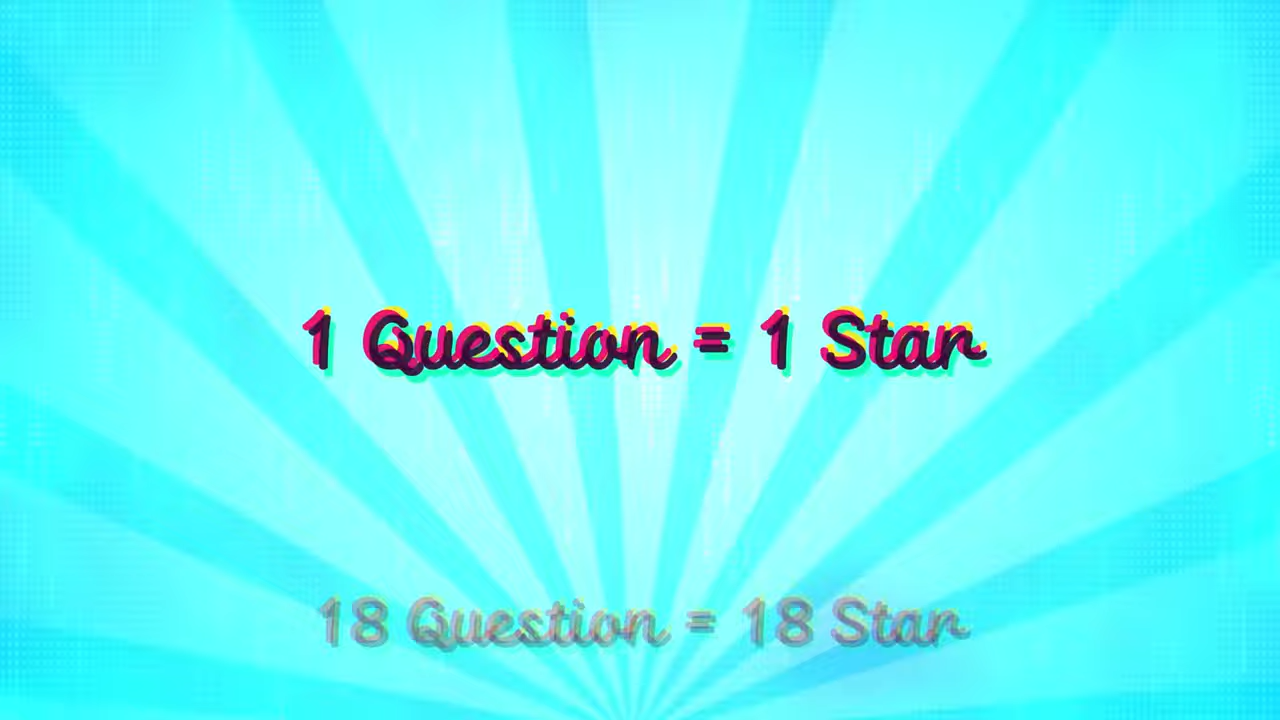 1 Question = 1 Star
18 Question = 18 Star